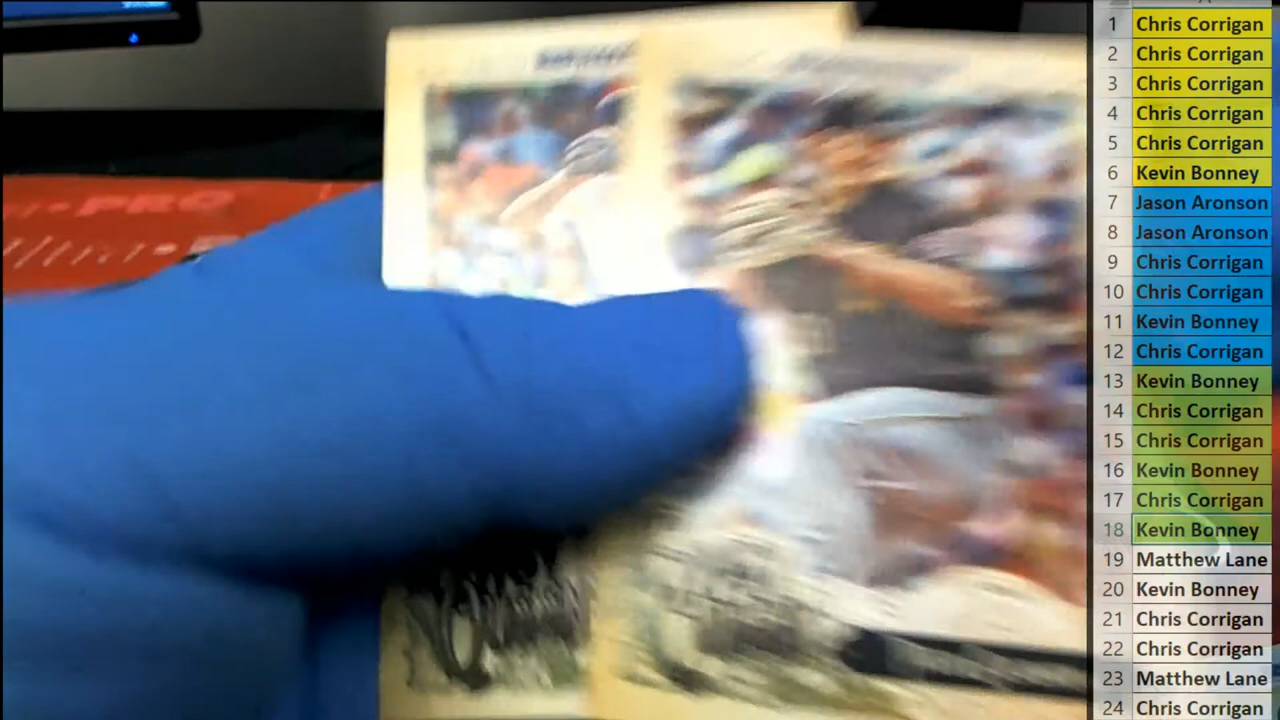 PRO
1 Chris Corrigan
2 Chris Corrigan
3 Chris Corrigan
4 Chris Corrigan
5 Chris Corrigan
6 Kevin Bonney
7 Jason Aronson
8 Jason Aronson
9 Chris Corrigan
10 Chris Corrigan
11 Kevin Bonney
12 Chris Corrigan
13 Kevin Bonney
14 Chris Corrigan
15 Chris Corrigan
16 Kevin Bonney
17 Chris Corrigan
18 Kevin Bonney
19 Matthew Lane
20 Kevin Bonney
21 Chris Corrigan
22 Chris Corrigan
23 Matthew Lane
24 Chris Corrigan